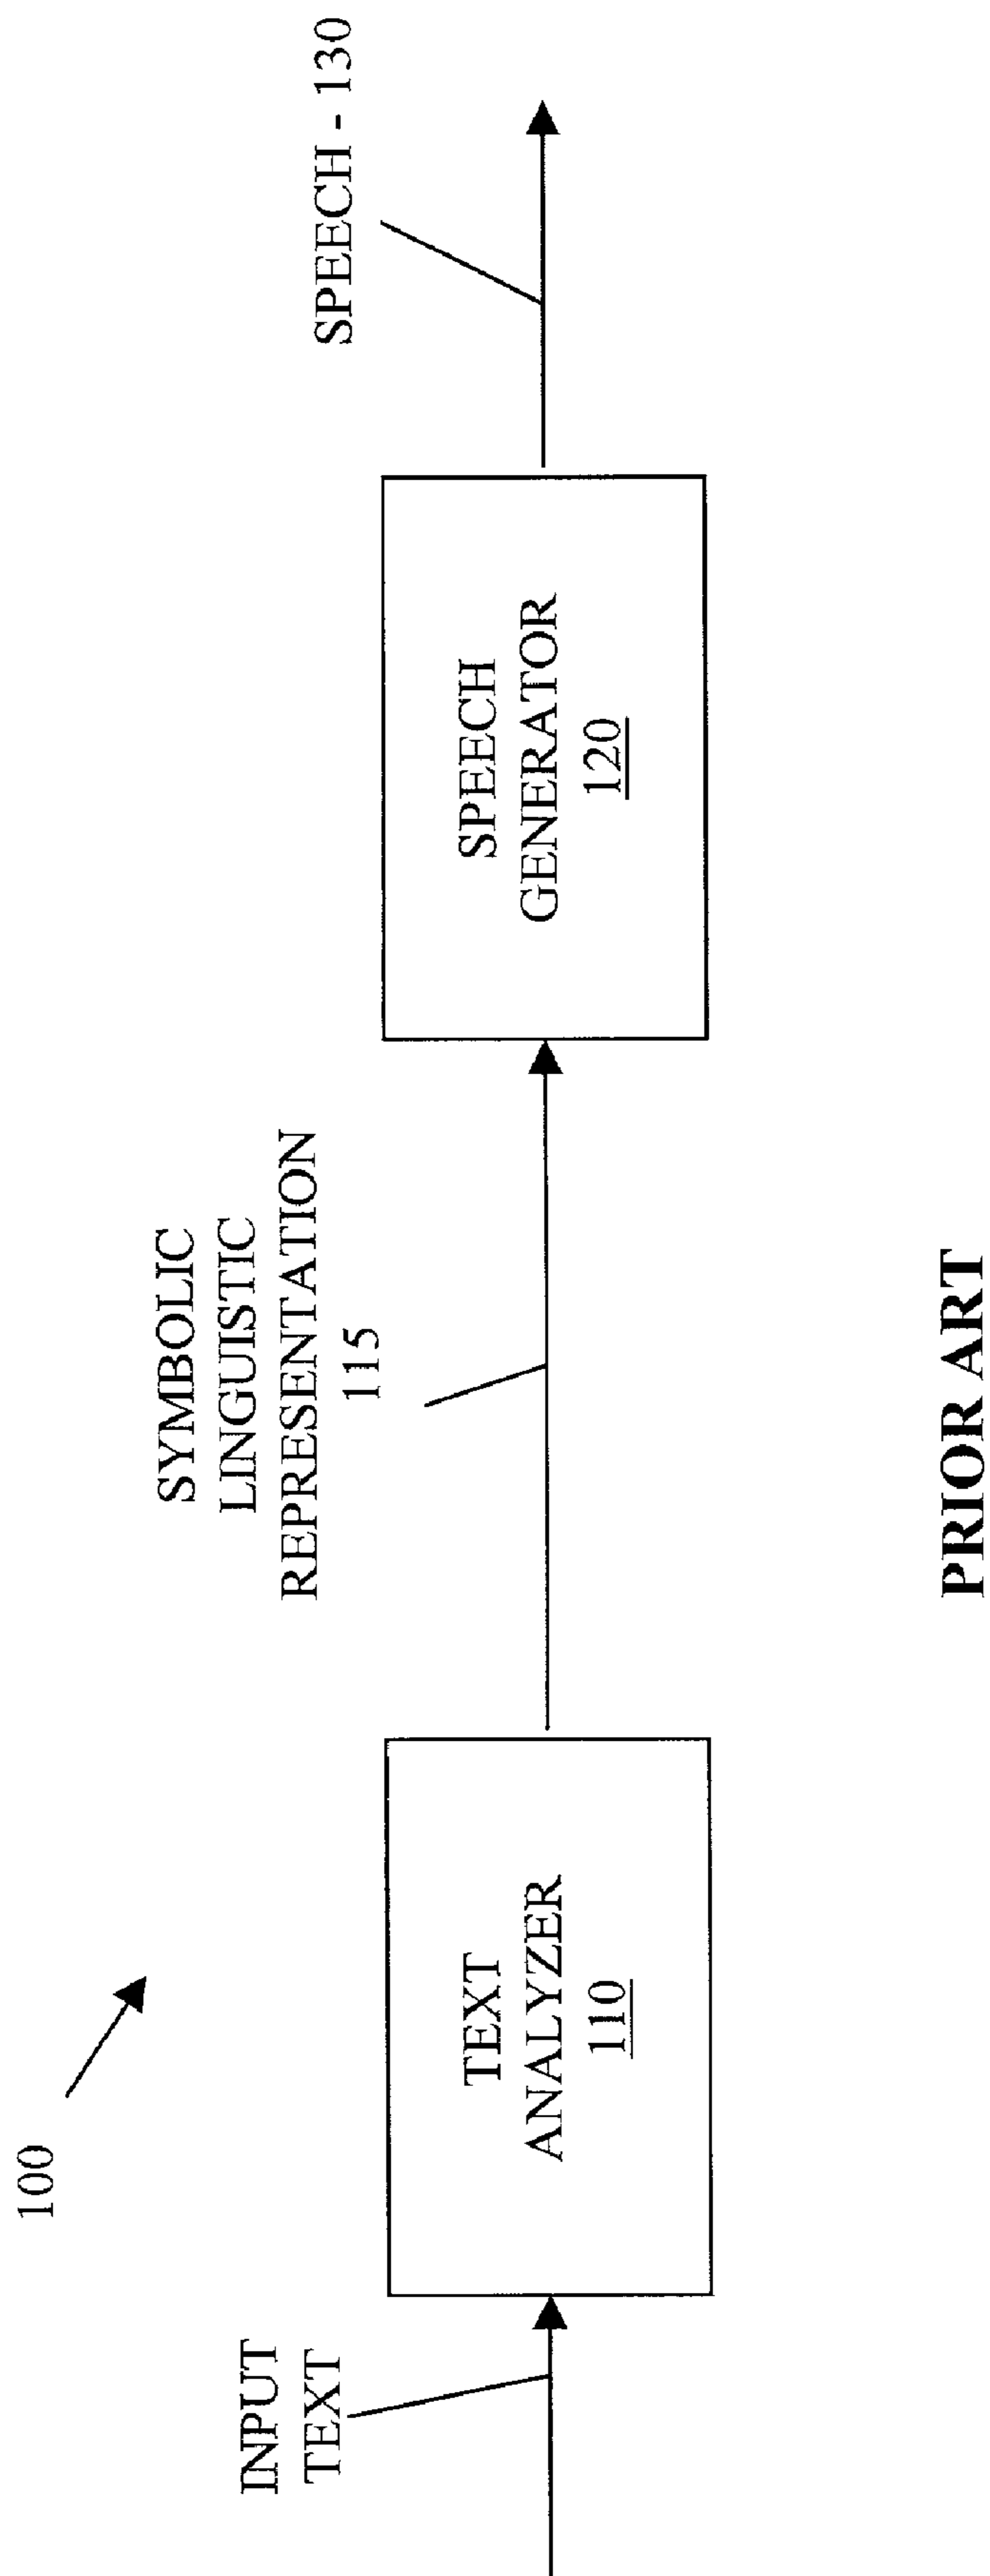 100
INPUT
TEXT
TEXT
ANALYZER
110
SYMBOLIC
LINGUISTIC
REPRESENTATION
115
SPEECH
GENERATOR
120
SPEECH - 130
PRIOR ART